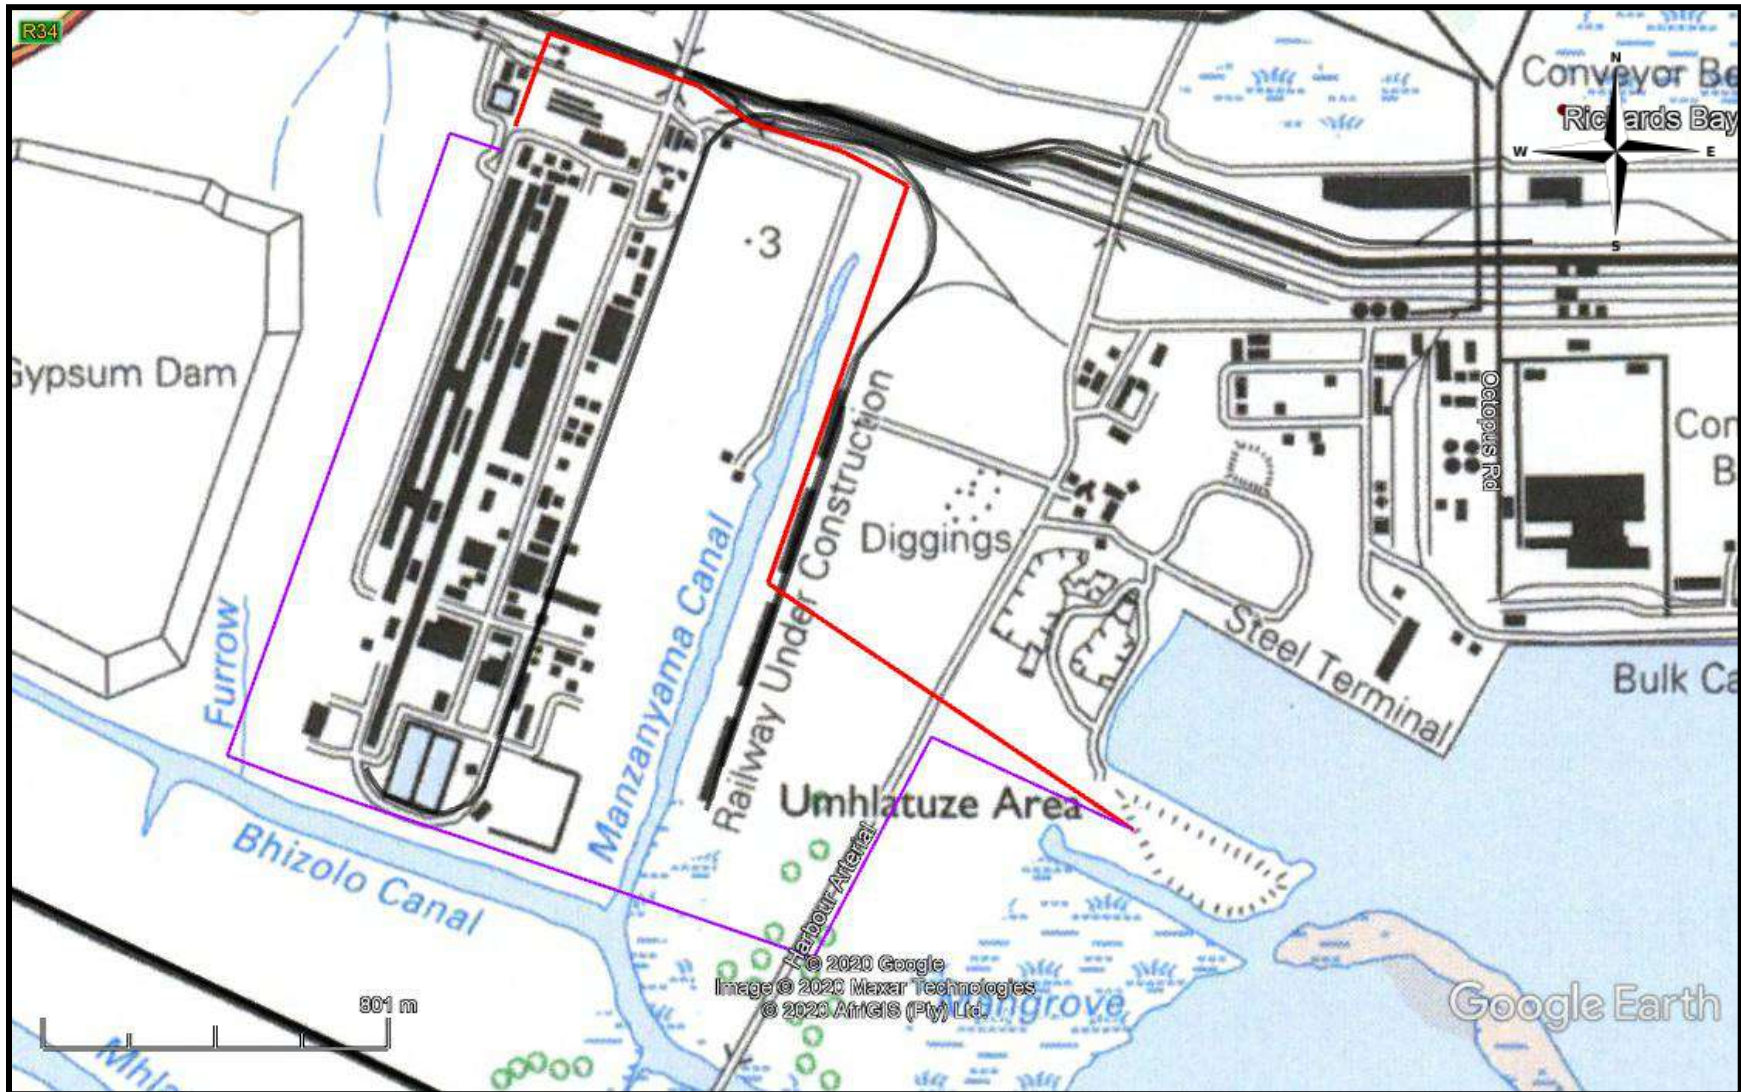 R34
N
Conveyor Be
Richards Bay
W
E
S
3
Gypsum Dam
Octopus Rd
Con
B
Railway Under Construction
Diggings
Manzanyama Canal
Furrow
Steel Terminal
Bulk Ca
Umhlatuze Area
Bhizolo Canal
Harbour Arterial
© 2020 Google
Image © 2020 Maxar Technologies
© 2020 AfriGIS (Pty) Ltd.
Mangrove
801 m
Google Earth
Mhla